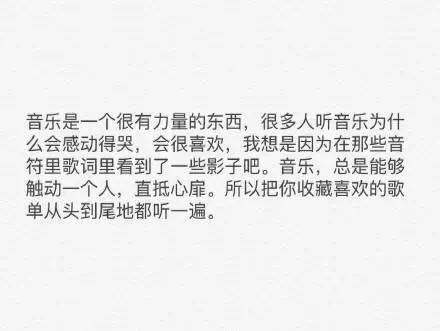 音乐是一个很有力量的东西，很多人听音乐为什
么会感动得哭，会很喜欢，我想是因为在那些音
符里歌词里看到了一些影子吧。音乐，总是能够
触动一个人，直抵心扉。所以把你收藏喜欢的歌
单从头到尾地都听一遍。